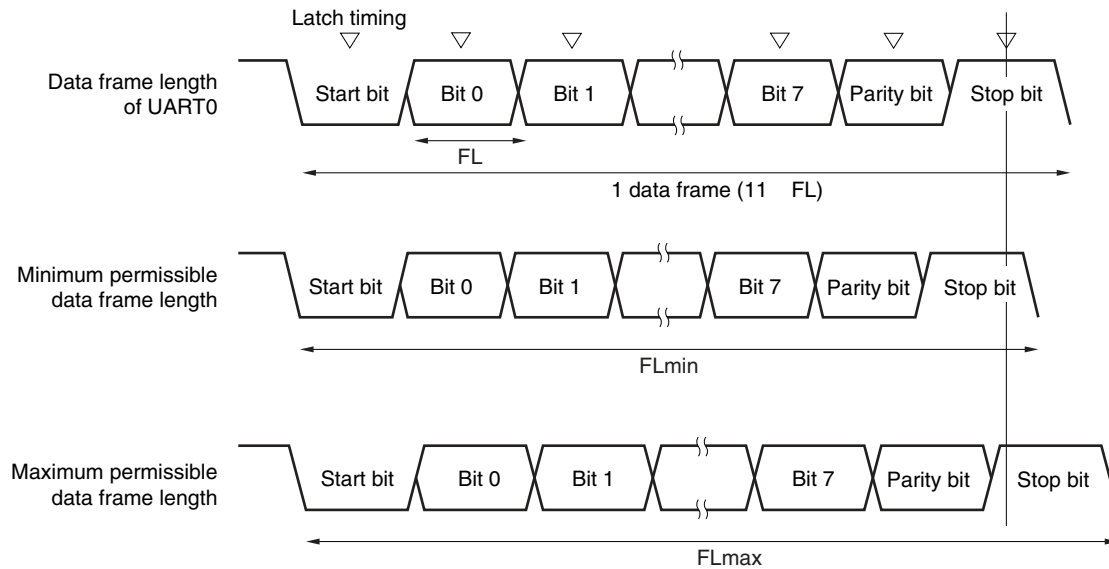 Latch timing
Data frame length
of UART0
Start bit
Bit 0
Bit 1
Bit 7
Parity bit
Stop bit
FL
1 data frame (11 FL)
Minimum permissible
data frame length
Start bit
Bit 0
Bit 1
Bit 7
Parity bit
Stop bit
FLmin
Maximum permissible
data frame length
Start bit
Bit 0
Bit 1
Bit 7
Parity bit
Stop bit
FLmax